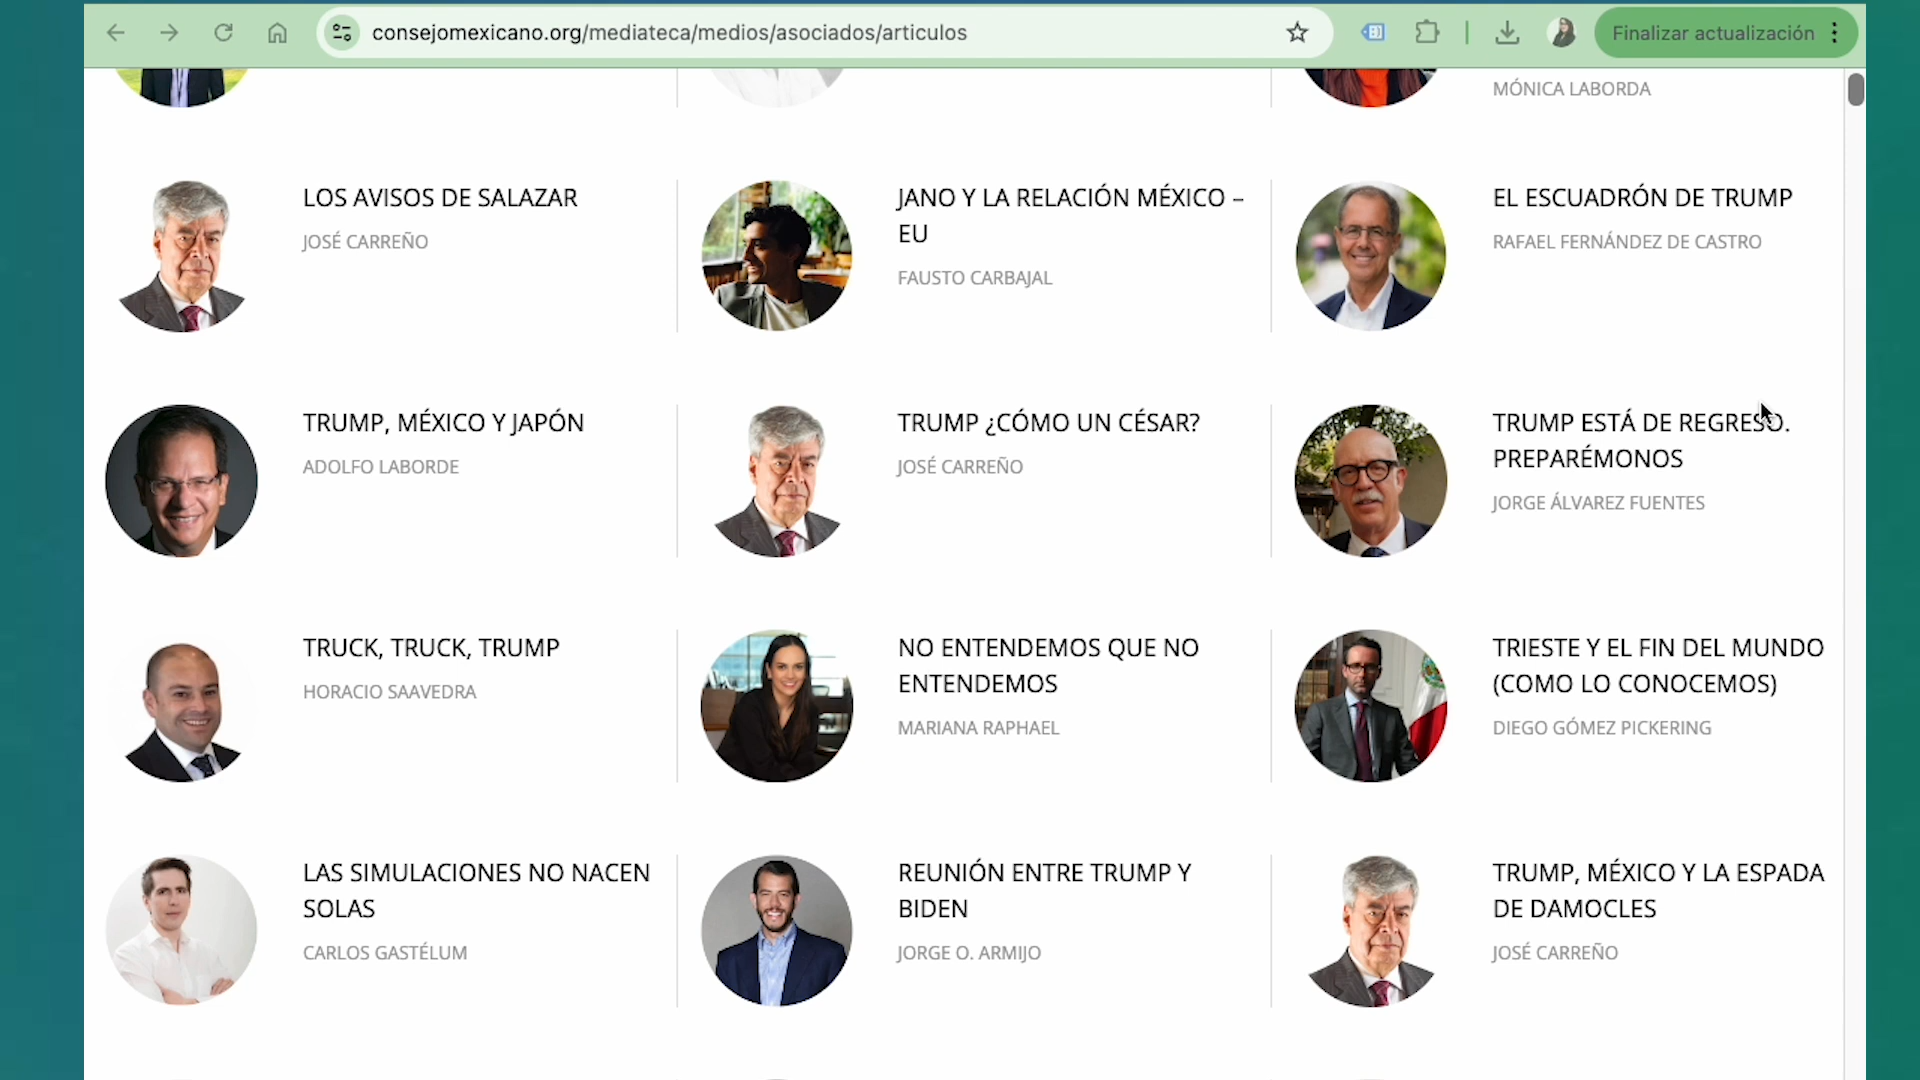 consejomexicano.org/mediateca/medios/asociados/articulos
Finalizar actualización
MÓNICA LABORDA
LOS AVISOS DE SALAZAR
JOSÉ CARREÑO
JANO Y LA RELACIÓN MÉXICO –
EU
FAUSTO CARBAJAL
EL ESCUADRÓN DE TRUMP
RAFAEL FERNÁNDEZ DE CASTRO
TRUMP, MÉXICO Y JAPÓN
ADOLFO LABORDE
TRUMP ¿CÓMO UN CÉSAR?
JOSÉ CARREÑO
TRUMP ESTÁ DE REGRESO.
PREPARÉMONOS
JORGE ÁLVAREZ FUENTES
TRUCK, TRUCK, TRUMP
HORACIO SAAVEDRA
NO ENTENDEMOS QUE NO
ENTENDEMOS
MARIANA RAPHAEL
TRIESTE Y EL FIN DEL MUNDO
(COMO LO CONOCEMOS)
DIEGO GÓMEZ PICKERING
LAS SIMULACIONES NO NACEN
SOLAS
CARLOS GASTÉLUM
REUNIÓN ENTRE TRUMP Y
BIDEN
JORGE O. ARMIJO
TRUMP, MÉXICO Y LA ESPADA
DE DAMOCLES
JOSÉ CARREÑO